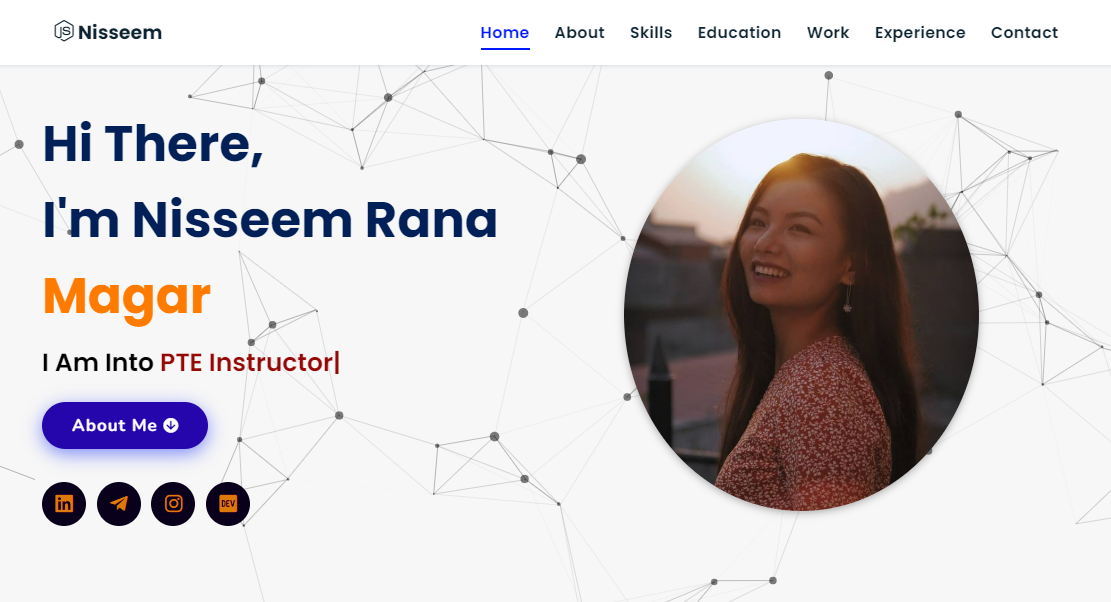 Nisseem
Home About Skills Education Work Experience Contact
Hi There,
I'm Nisseem Rana
Magar
I Am Into PTE Instructor|
About Me
DEV